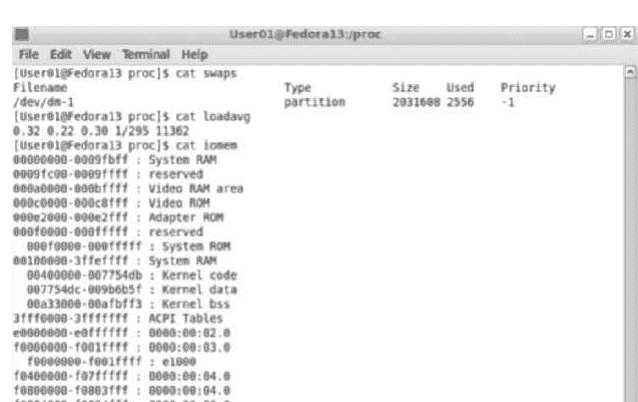 User01@Fedora13:/proc
File Edit View Terminal Help
[User01@Fedora13 proc]$ cat swaps
Filename Type Size Used Priority
/dev/dm-1 partition 2031608 2556 -1
[User01@Fedora13 proc]$ cat loadavg
0.32 0.22 0.30 1/295 11362
[User01@Fedora13 proc]$ cat iomem
00000000-0009fbff : System RAM
0009fc00-0009ffff : reserved
000a0000-000bffff : Video RAM area
000c0000-000c8fff : Video ROM
000e2000-000e2fff : Adapter ROM
000f0000-000fffff : reserved
000f0000-000fffff : System ROM
00100000-3ffeffff : System RAM
00400000-007754db : Kernel code
007754dc-009b6b5f : Kernel data
00a33000-00afbff3 : Kernel bss
3fff0000-3fffffff : ACPI Tables
e0000000-e0ffffff : 0000:00:02.0
f0000000-f001ffff : 0000:00:03.0
f0000000-f001ffff : e1000
f0400000-f07fffff : 0000:00:04.0
f0800000-f0803fff : 0000:00:04.0